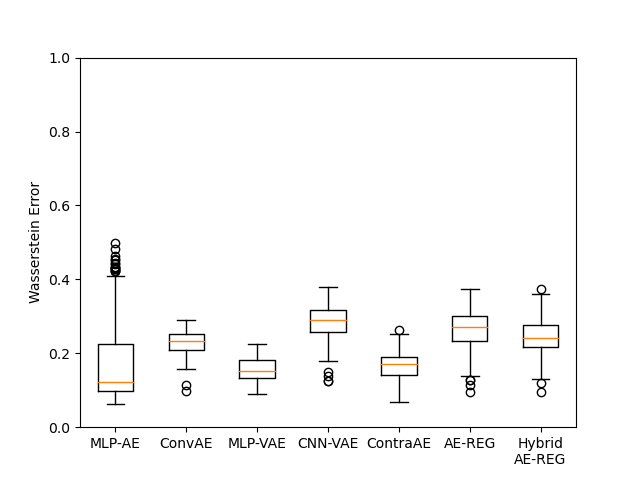 1.0
0.8
0.6
0.4
0.2
0.0
Wasserstein Error
MLP-AE ConvAE MLP-VAE CNN-VAE ContraAE AE-REG Hybrid
AE-REG